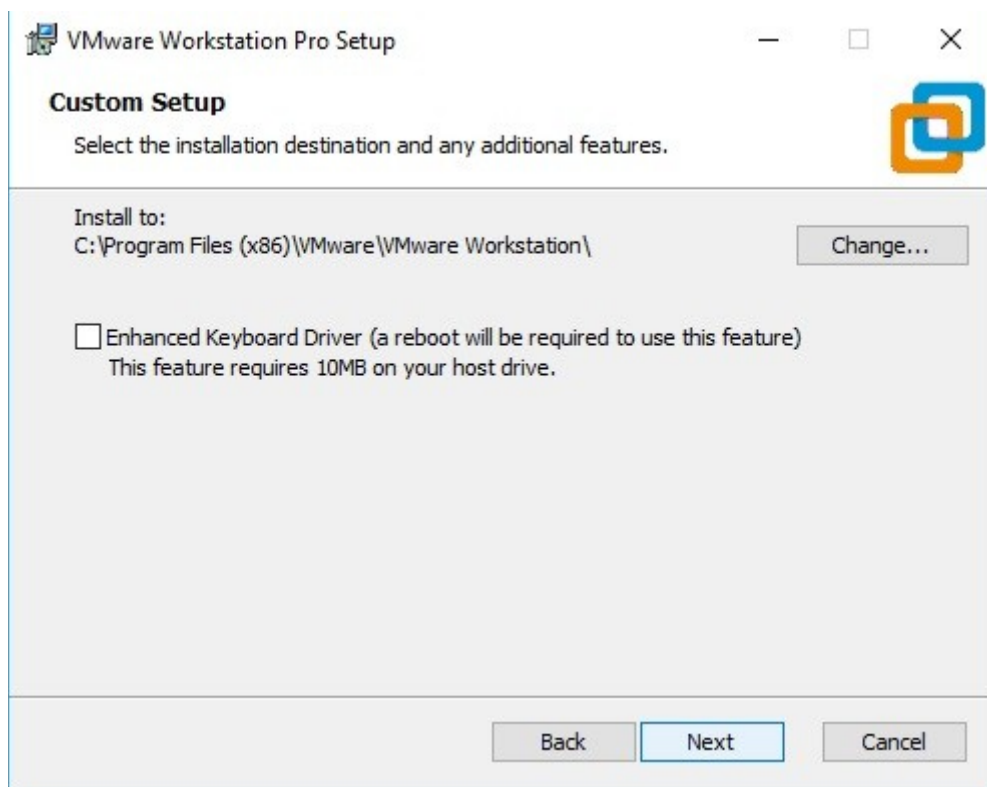 VMware Workstation Pro Setup
Custom Setup
Select the installation destination and any additional features.
Install to:
C:\Program Files (x86)\VMware\VMware Workstation\
Change...
Enhanced Keyboard Driver (a reboot will be required to use this feature)
This feature requires 10MB on your host drive.
Back Next Cancel